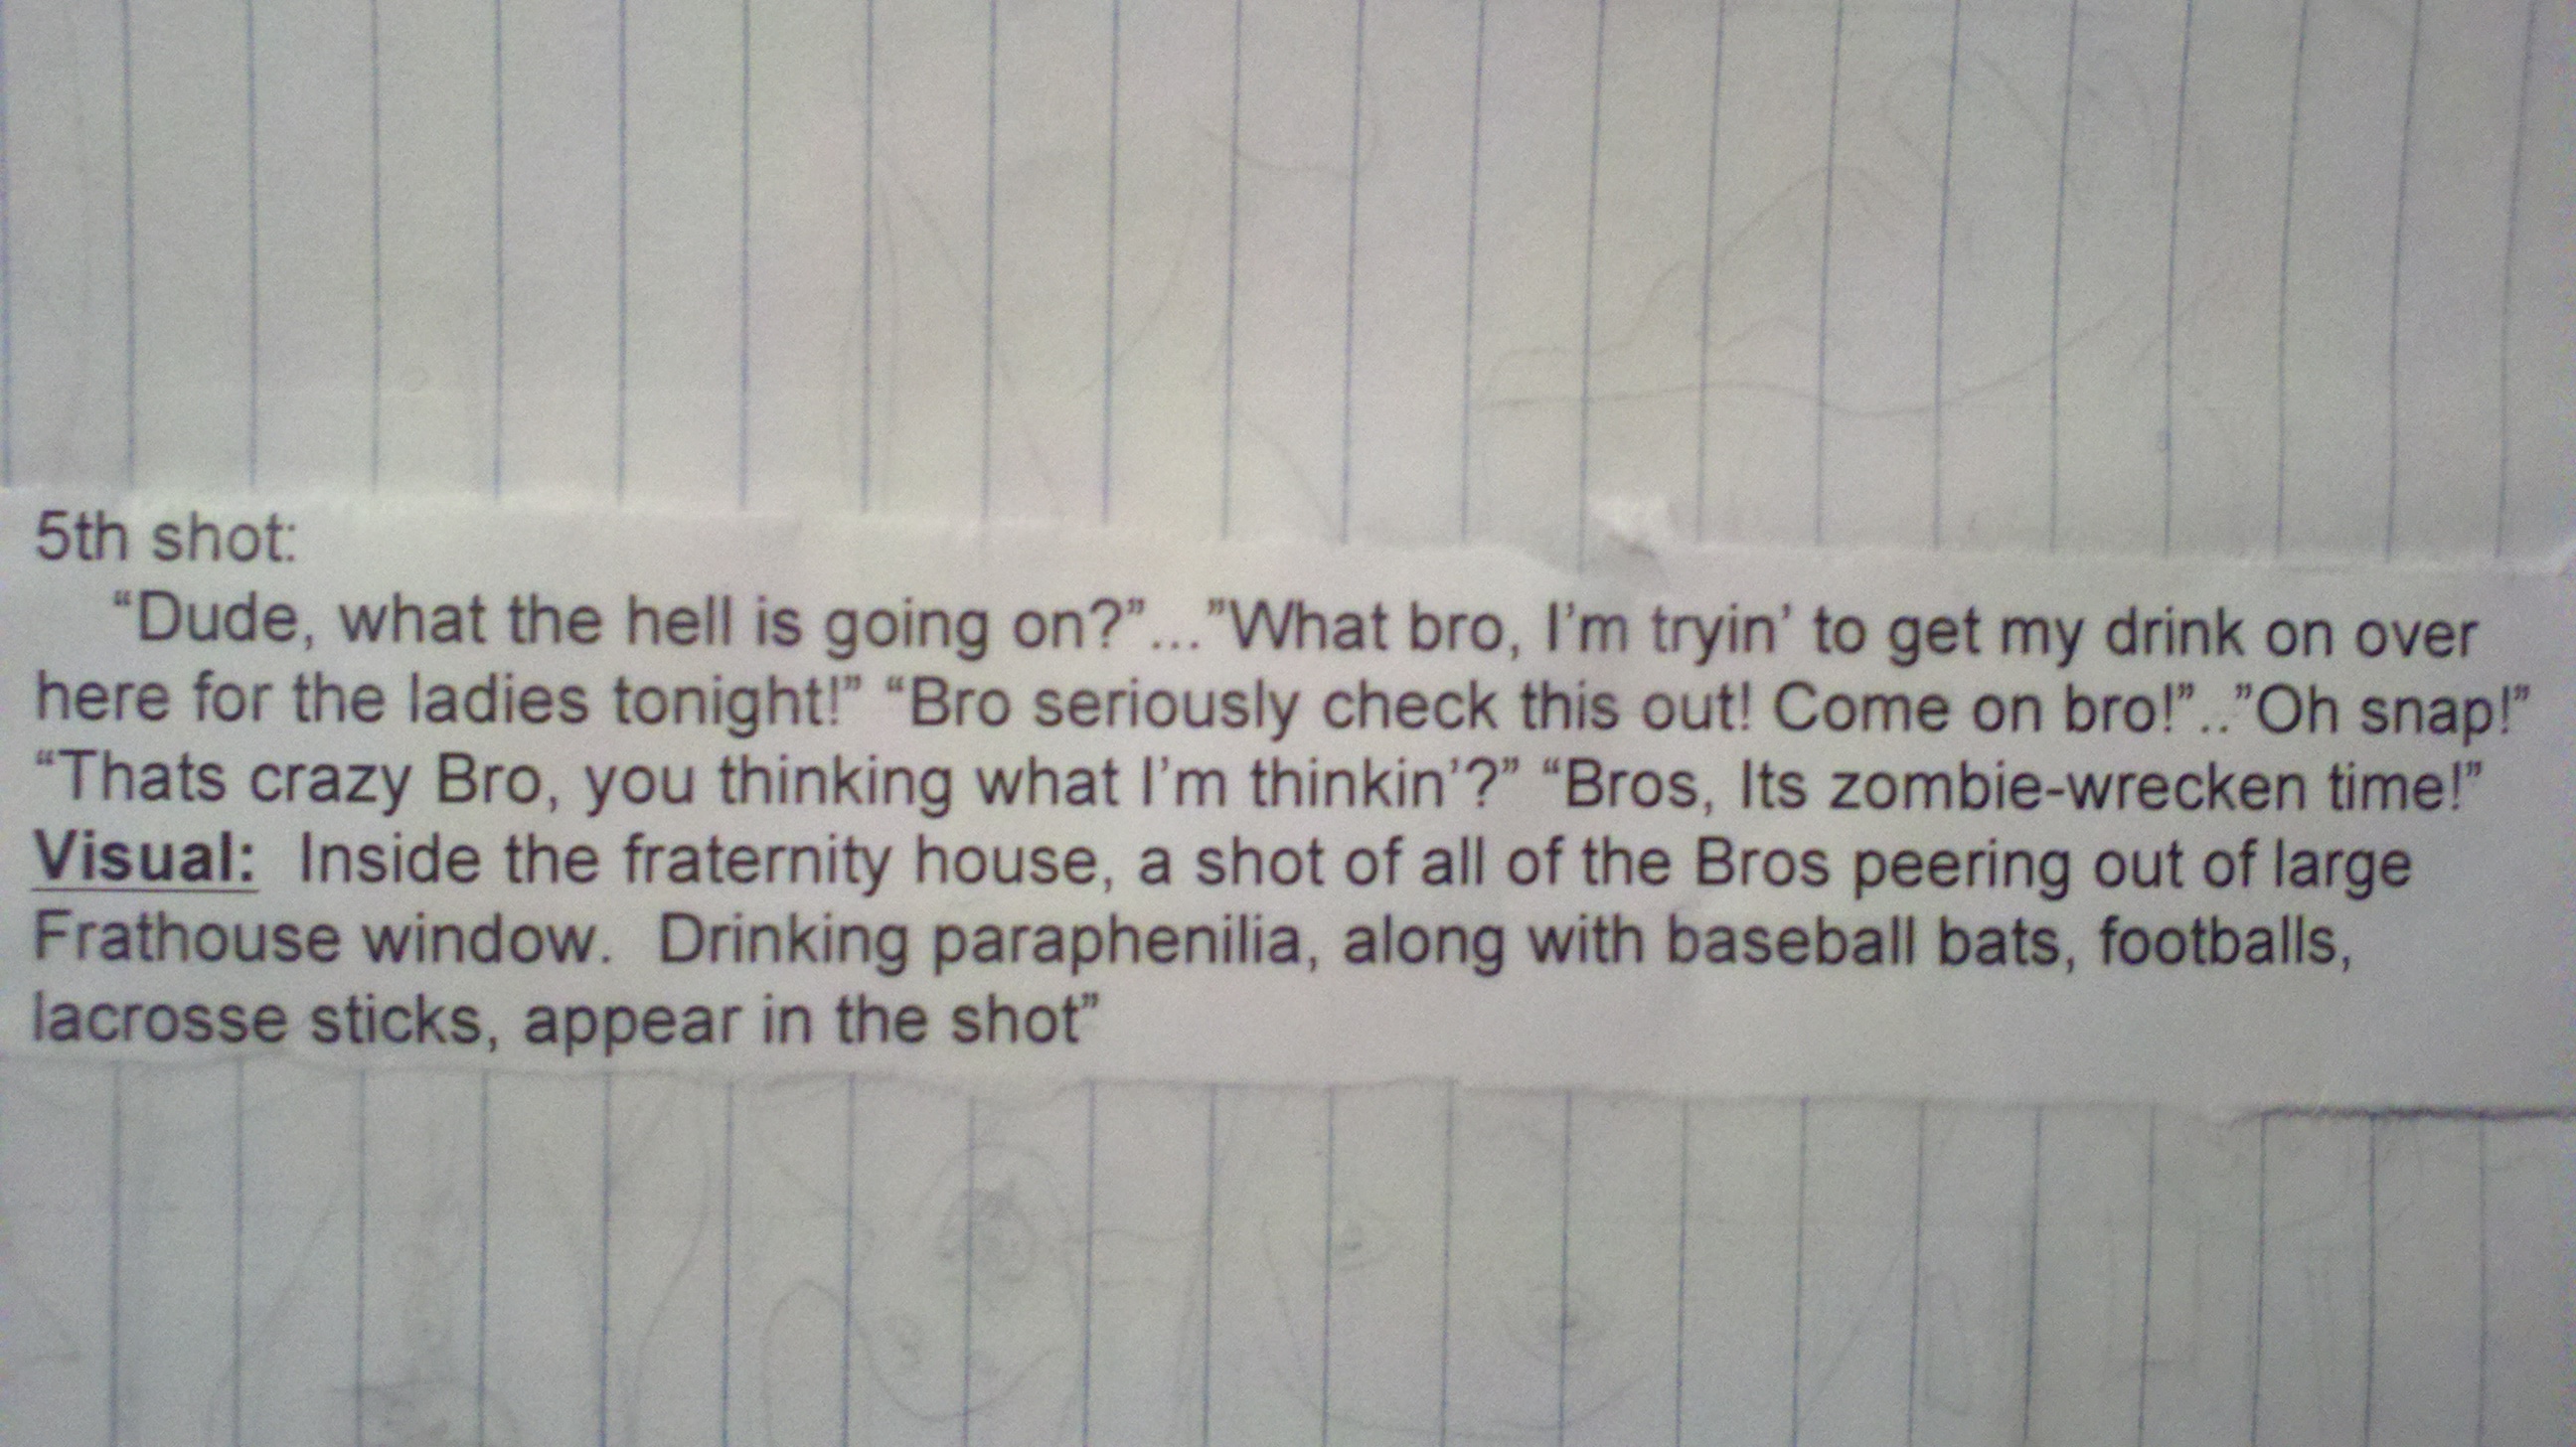 5th shot:
“Dude, what the hell is going on?”...”What bro, I’m tryin’ to get my drink on over
here for the ladies tonight!” “Bro seriously check this out! Come on bro!”..”Oh snap!”
“Thats crazy Bro, you thinking what I’m thinkin’?” “Bros, Its zombie-wrecken time!”
Visual:  Inside the fraternity house, a shot of all of the Bros peering out of large
Frathouse window.  Drinking paraphenilia, along with baseball bats, footballs,
lacrosse sticks, appear in the shot”